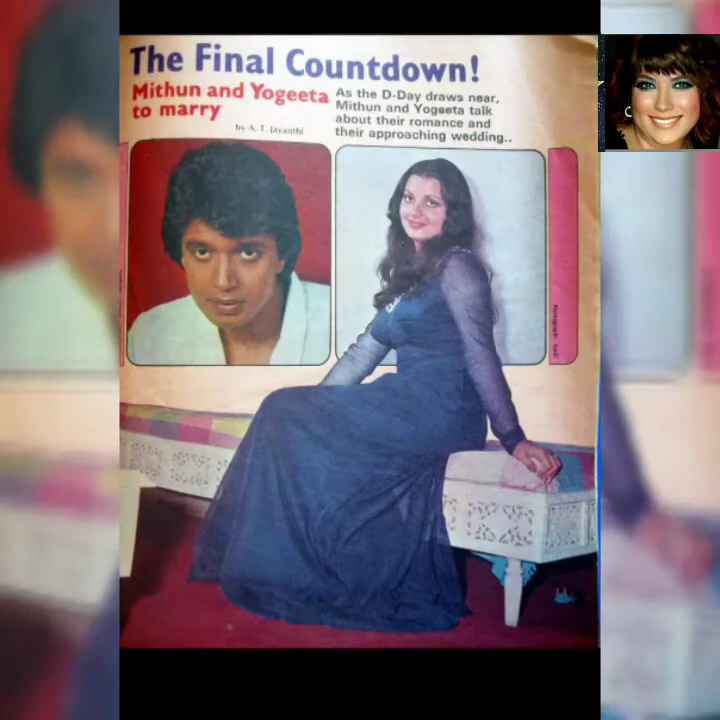 The Final Countdown!
Mithun and Yogeeta
to marry
by A. T. Jayanthi
As the D-Day draws near,
Mithun and Yogeeta talk
about their romance and
their approaching wedding..